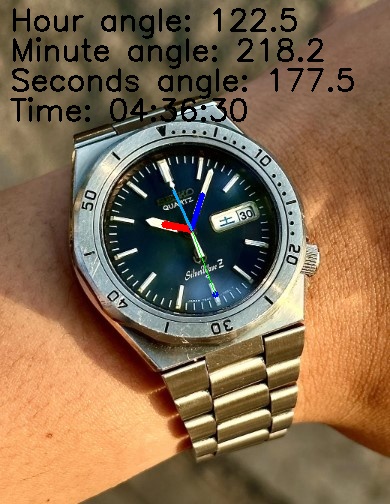 Hour angle: 122.5
Minute angle: 218.2
Seconds angle: 177.5
Time: 04:36:30
10
50
SEIKO
QUARTZ
土 30
20
SilverWave Z
40
30